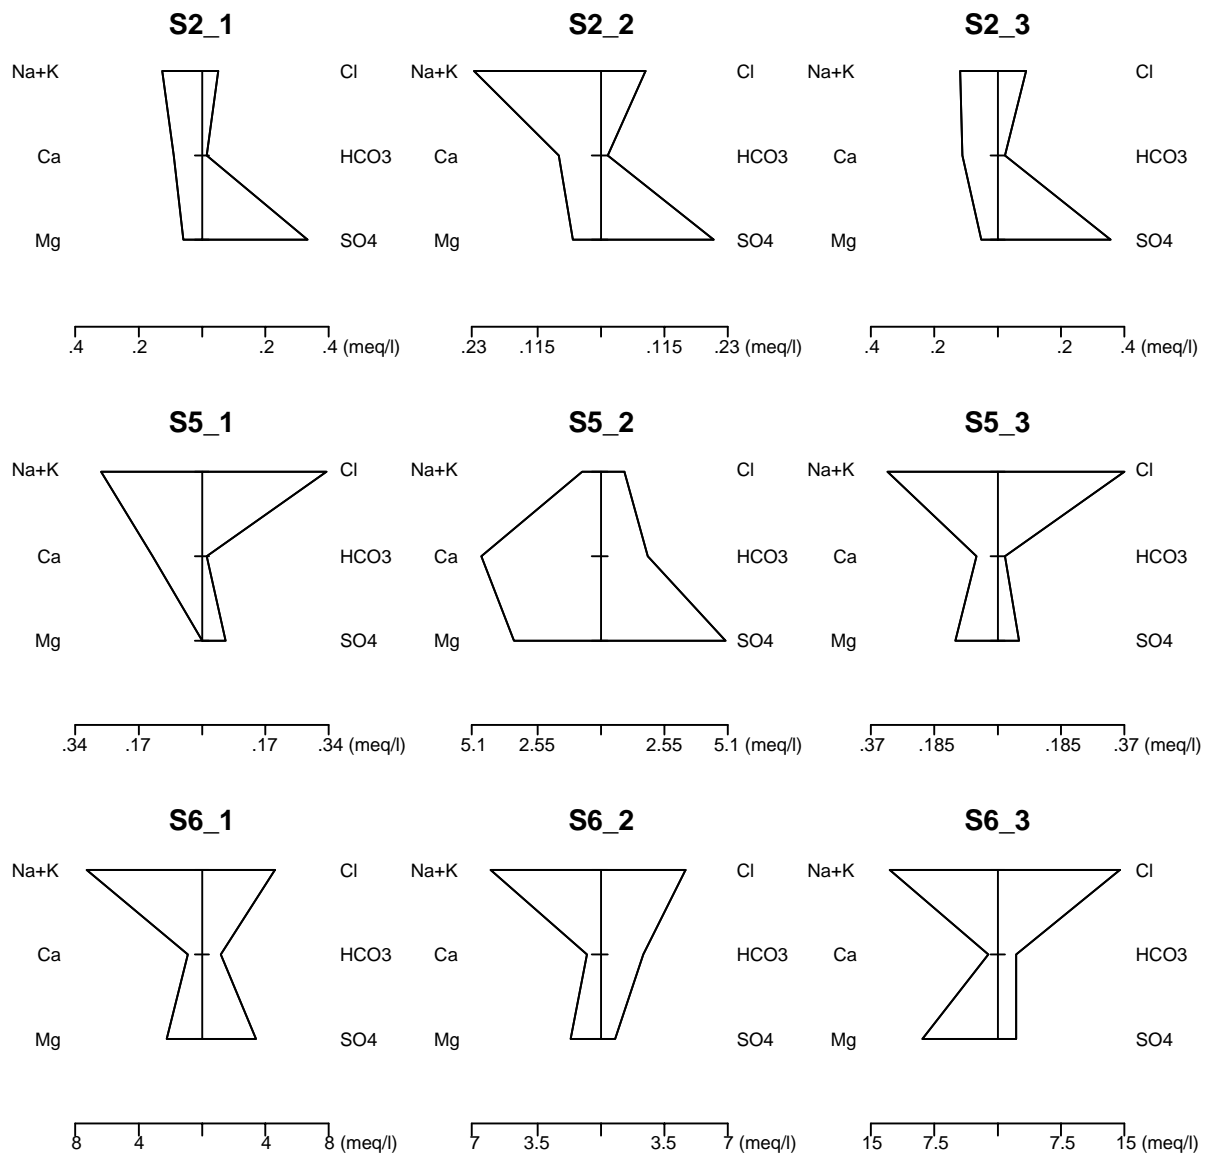 S2_1 S2_2 S2_3
Na+K Cl Na+K Cl Na+K Cl
Ca HCO3 Ca HCO3 Ca HCO3
Mg SO4 Mg SO4 Mg SO4
.4 .2 .2 .4 (meq/l) .23 .115 .115 .23 (meq/l) .4 .2 .2 .4 (meq/l)
S5_1 S5_2 S5_3
Na+K Cl Na+K Cl Na+K Cl
Ca HCO3 Ca HCO3 Ca HCO3
Mg SO4 Mg SO4 Mg SO4
.34 .17 .17 .34 (meq/l) 5.1 2.55 2.55 5.1 (meq/l) .37 .185 .185 .37 (meq/l)
S6_1 S6_2 S6_3
Na+K Cl Na+K Cl Na+K Cl
Ca HCO3 Ca HCO3 Ca HCO3
Mg SO4 Mg SO4 Mg SO4
8 4 4 8 (meq/l) 7 3.5 3.5 7 (meq/l) 15 7.5 7.5 15 (meq/l)